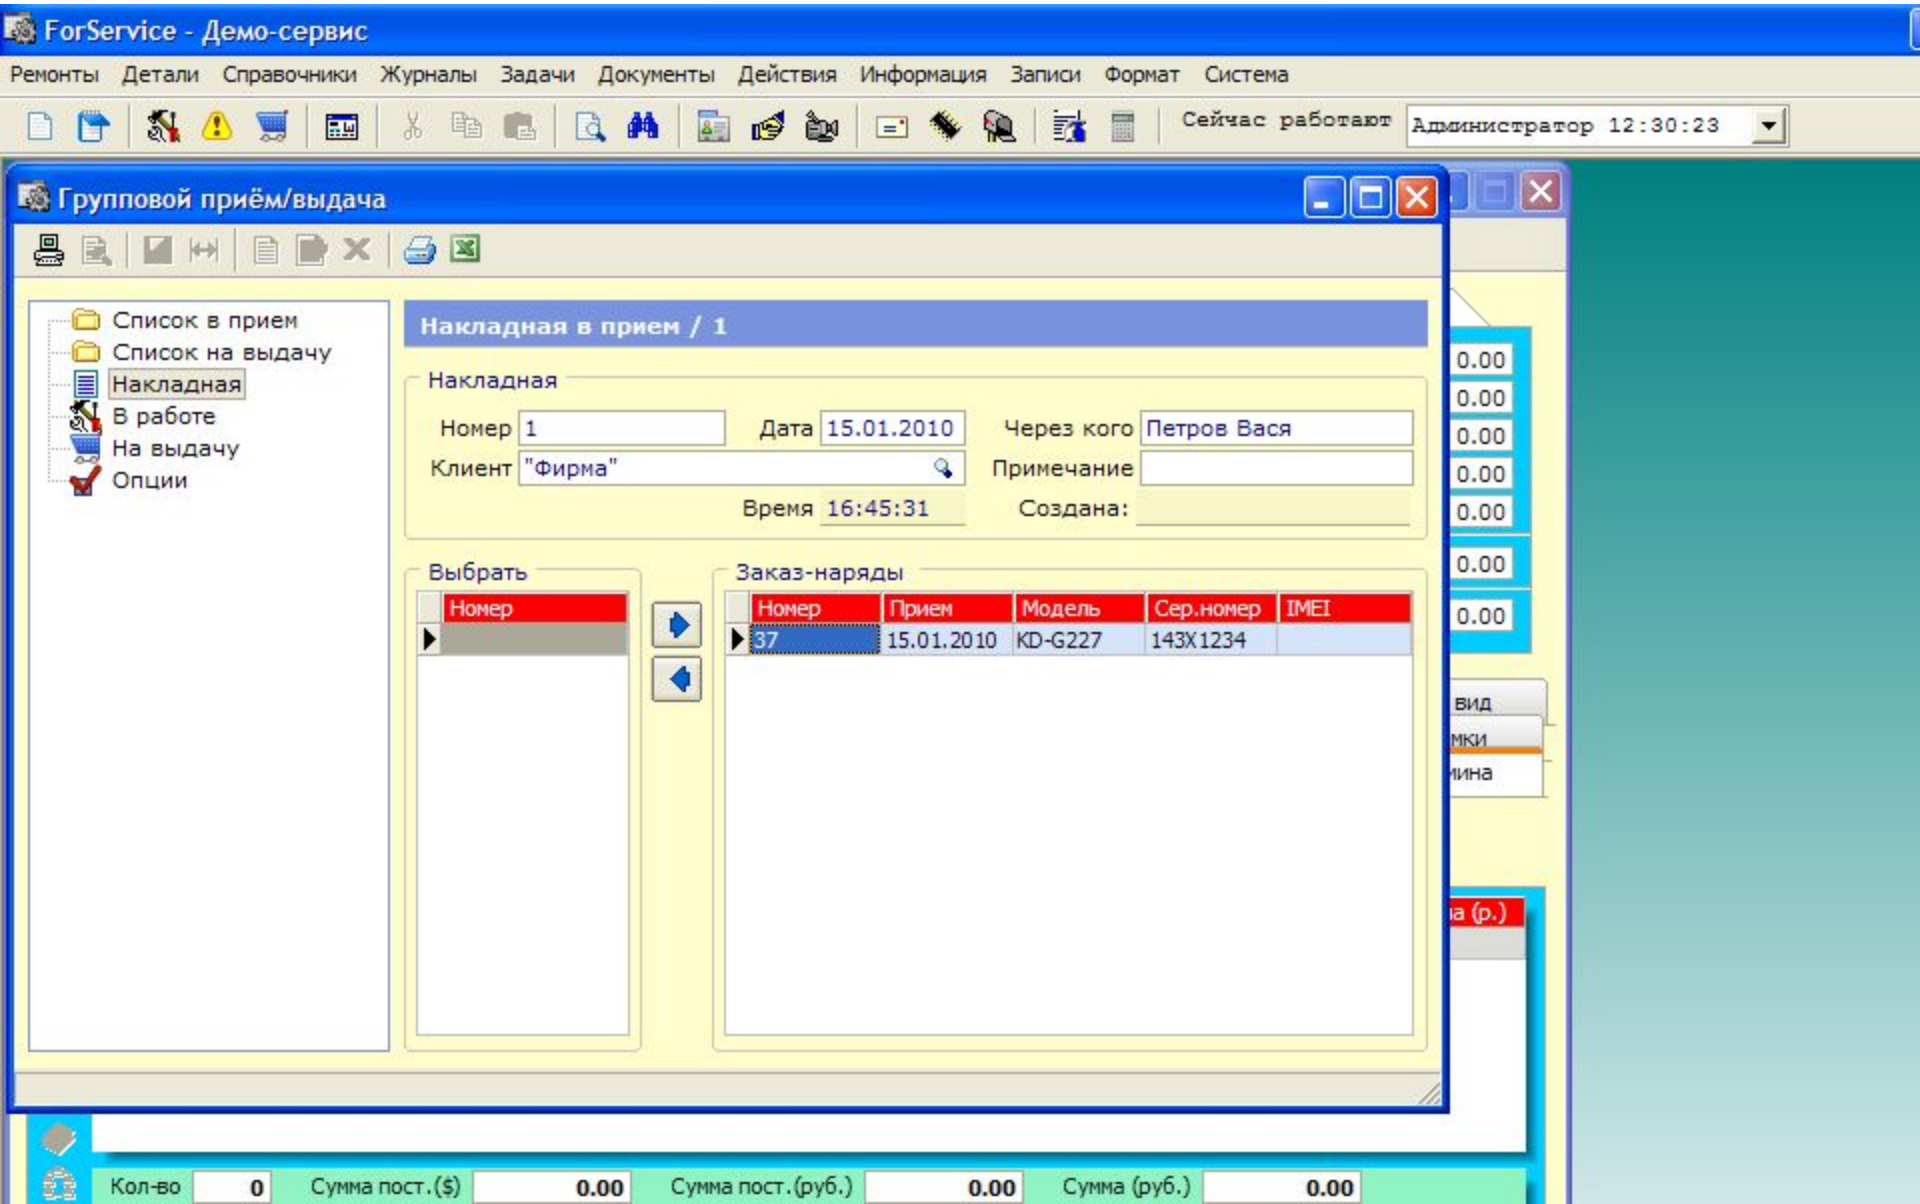 ForService - Демо-сервис
Ремонты Детали Справочники Журналы Задачи Документы Действия Информация Записи Формат Система
Сейчас работают Администратор 12:30:23
Групповой приём/выдача
Список в прием
Список на выдачу
Накладная
В работе
На выдачу
Опции
Накладная в прием / 1
Накладная
Номер 1 Дата 15.01.2010 Через кого Петров Вася
Клиент "Фирма" Примечание
Время 16:45:31 Создана:
Выбрать
Номер
Заказ-наряды
Номер Прием Модель Сер.номер IMEI
37 15.01.2010 KD-G227 143X1234
0.00
0.00
0.00
0.00
0.00
0.00
0.00
вид
мки
мина
а (р.)
Кол-во 0 Сумма пост.($) 0.00 Сумма пост.(руб.) 0.00 Сумма (руб.) 0.00